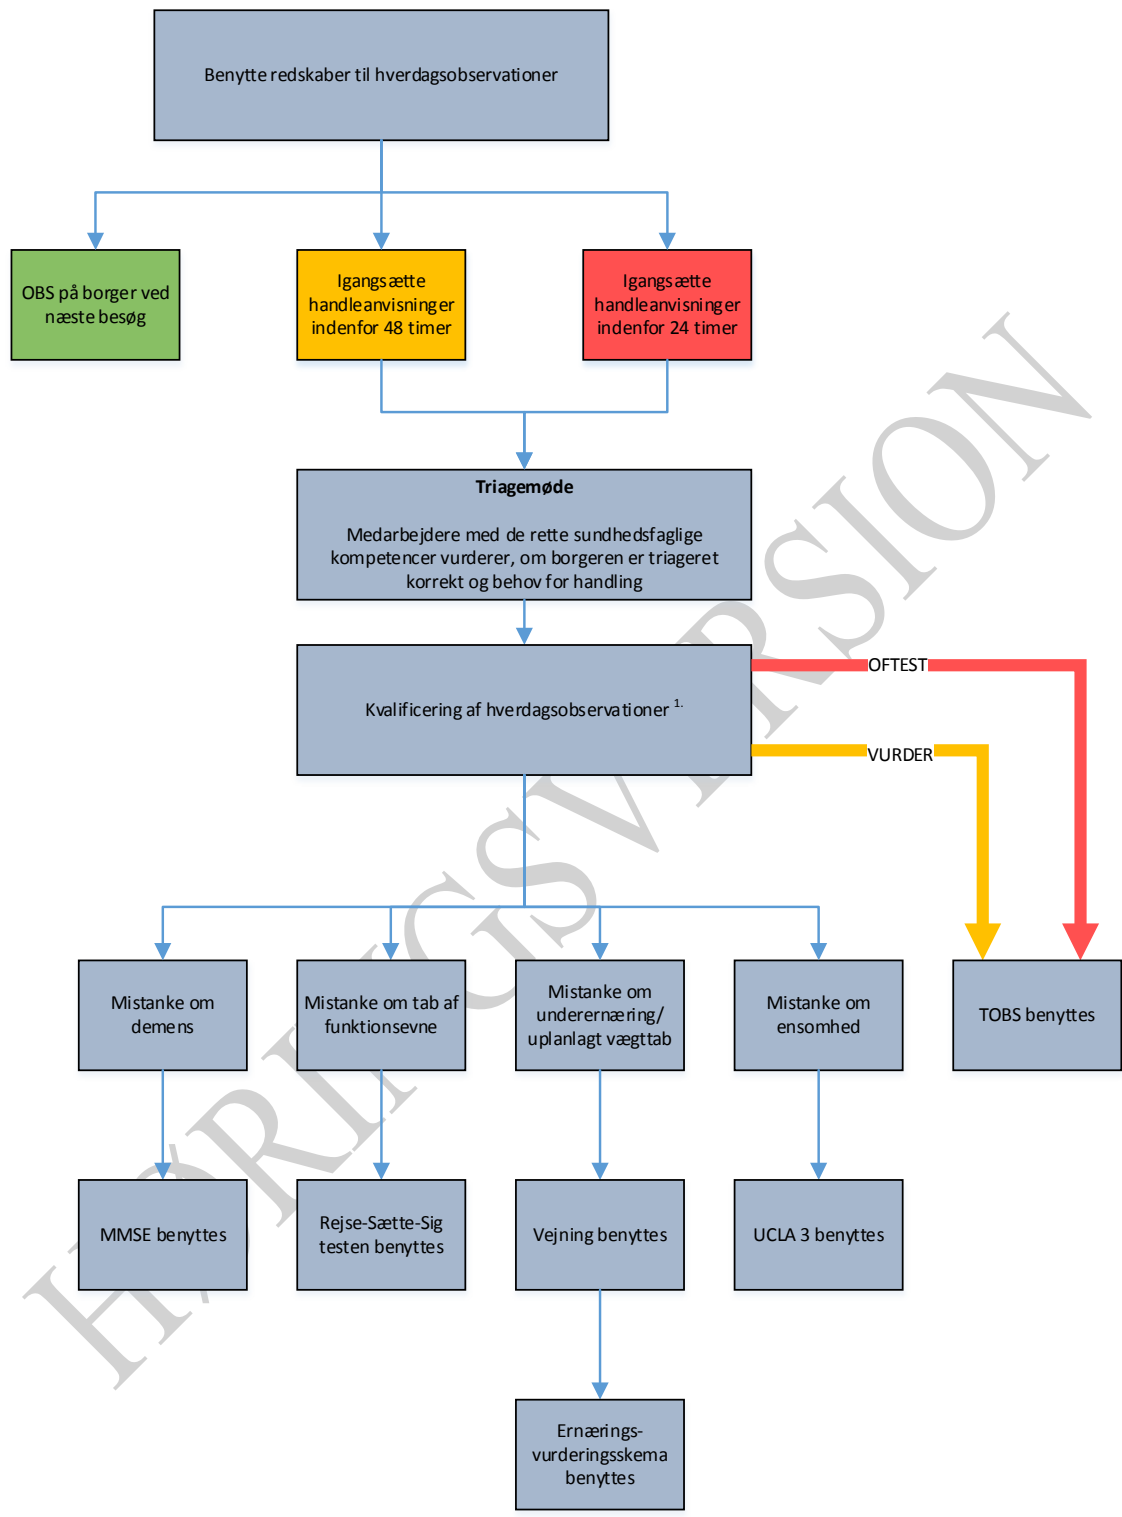 Benytte redskaber til hverdagsobservationer
OBS på borger ved
næste besøg
Igangsætte
handleanvisninger
indenfor 48 timer
Igangsætte
handleanvisninger
indenfor 24 timer
Triagemøde
Medarbejdere med de rette sundhedsfaglige
kompetencer vurderer, om borgeren er triageret
korrekt og behov for handling
Kvalificering af hverdagsobservationer 1.
OFTEST
VURDER
Mistanke om
demens
Mistanke om tab af
funktionsevne
Mistanke om
underernæring/
uplanlagt vægttab
Mistanke om
ensomhed
TOBS benyttes
MMSE benyttes
Rejse-Sætte-Sig
testen benyttes
Vejning benyttes
UCLA 3 benyttes
Ernærings-
vurderingsskema
benyttes
HØRINGSVERSION